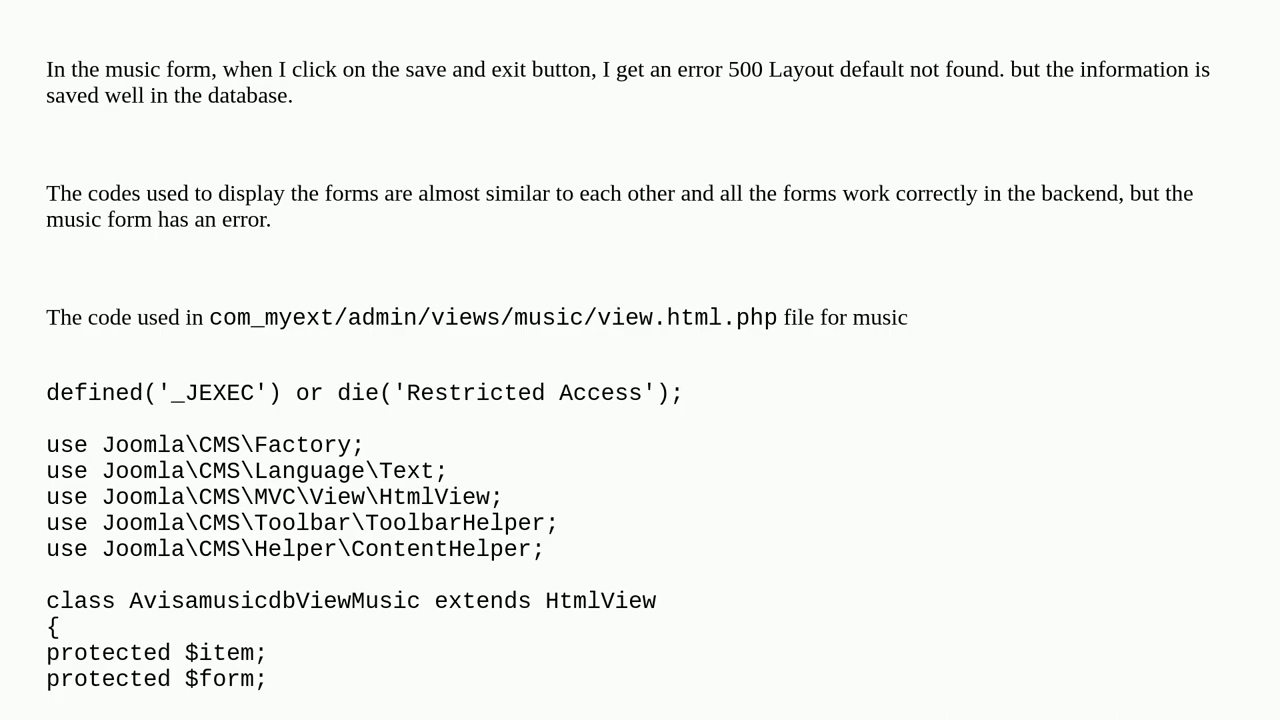 In the music form, when I click on the save and exit button, I get an error 500 Layout default not found. but the information is
saved well in the database.
The codes used to display the forms are almost similar to each other and all the forms work correctly in the backend, but the
music form has an error.
The code used in com_myext/admin/views/music/view.html.php file for music
defined('_JEXEC') or die('Restricted Access');
use Joomla\CMS\Factory;
use Joomla\CMS\Language\Text;
use Joomla\CMS\MVC\View\HtmlView;
use Joomla\CMS\Toolbar\ToolbarHelper;
use Joomla\CMS\Helper\ContentHelper;
class AvisamusicdbViewMusic extends HtmlView
{
protected $item;
protected $form;